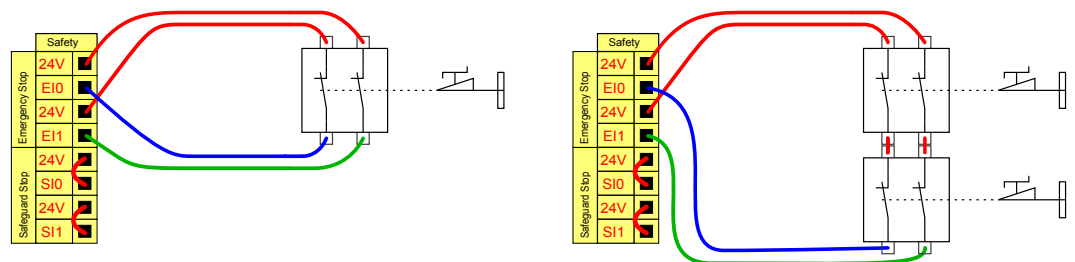 Safety
Emergency Stop
24V
EI0
24V
EI1
Safeguard Stop
24V
SI0
24V
SI1
Safety
Emergency Stop
24V
EI0
24V
EI1
Safeguard Stop
24V
SI0
24V
SI1